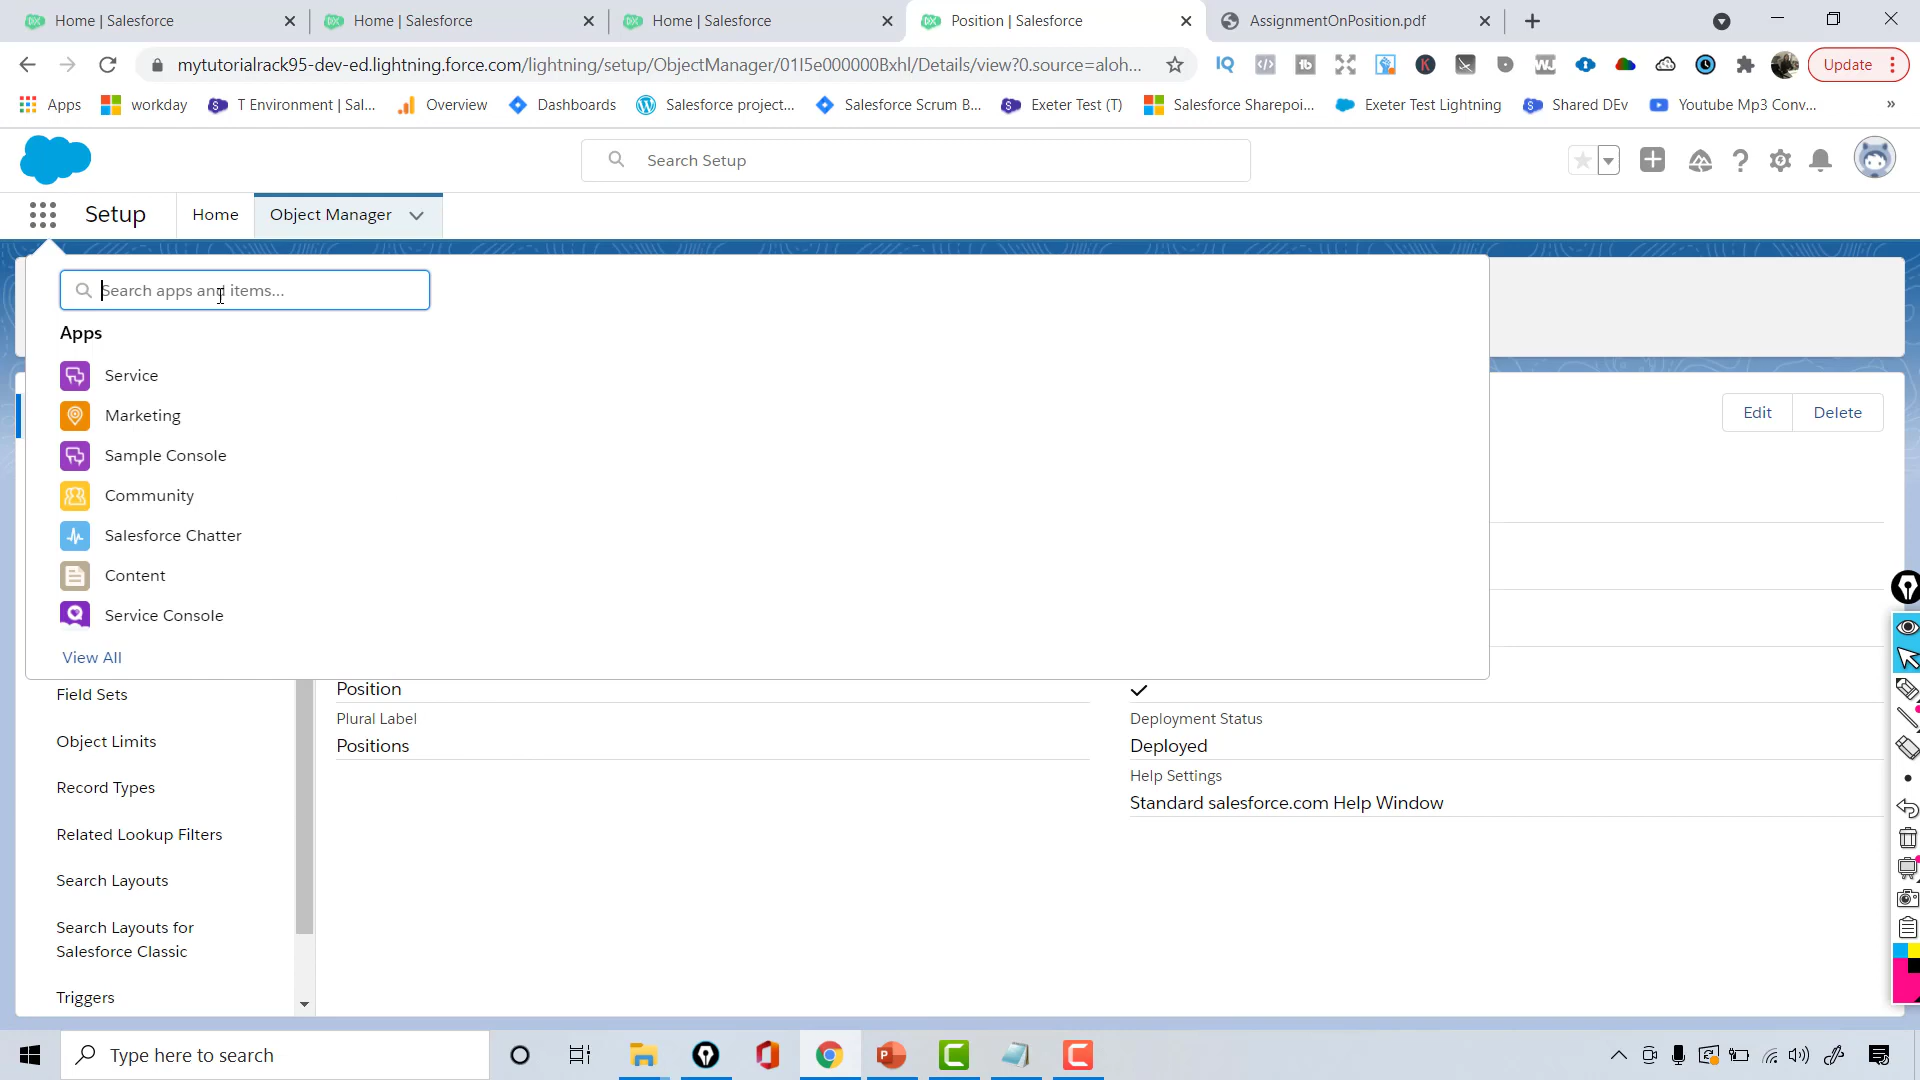 Home | Salesforce
Home | Salesforce
Home | Salesforce
Position | Salesforce
AssignmentOnPosition.pdf
mytutorialrack95-dev-ed.lightning.force.com/lightning/setup/ObjectManager/01I5e000000Bxhl/Details/view?0.source=aloh...
Update
Apps
workday
T Environment | Sal...
Overview
Dashboards
Salesforce project...
Salesforce Scrum B...
Exeter Test (T)
Salesforce Sharepoi...
Exeter Test Lightning
Shared DEv
Youtube Mp3 Conv...
»
Search Setup
Setup
Home
Object Manager
Search apps and items...
Apps
Service
Marketing
Sample Console
Community
Salesforce Chatter
Content
Service Console
View All
Edit
Delete
Field Sets
Object Limits
Record Types
Related Lookup Filters
Search Layouts
Search Layouts for
Salesforce Classic
Triggers
Position
Plural Label
Positions
Deployment Status
Deployed
Help Settings
Standard salesforce.com Help Window
Type here to search